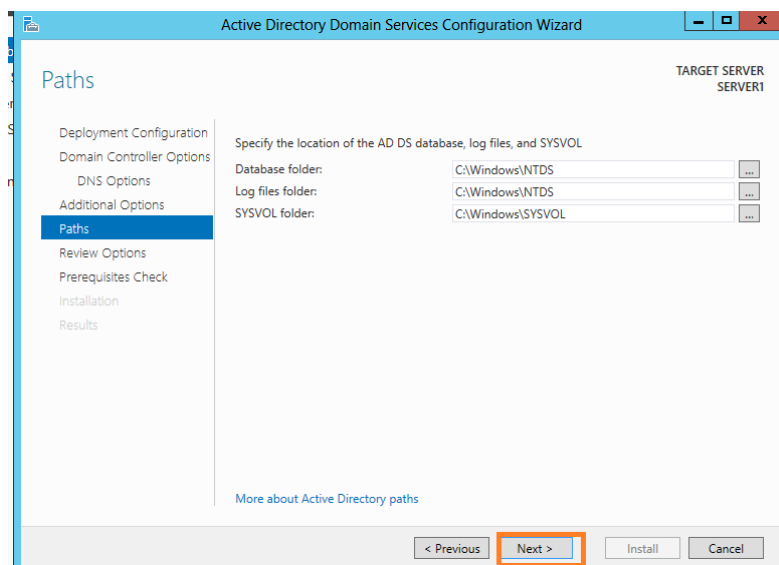 Active Directory Domain Services Configuration Wizard
Paths
TARGET SERVER
SERVER1
Deployment Configuration
Domain Controller Options
DNS Options
Additional Options
Paths
Review Options
Prerequisites Check
Installation
Results
Specify the location of the AD DS database, log files, and SYSVOL
Database folder: C:\Windows\NTDS ...
Log files folder: C:\Windows\NTDS ...
SYSVOL folder: C:\Windows\SYSVOL ...
More about Active Directory paths
< Previous Next > Install Cancel